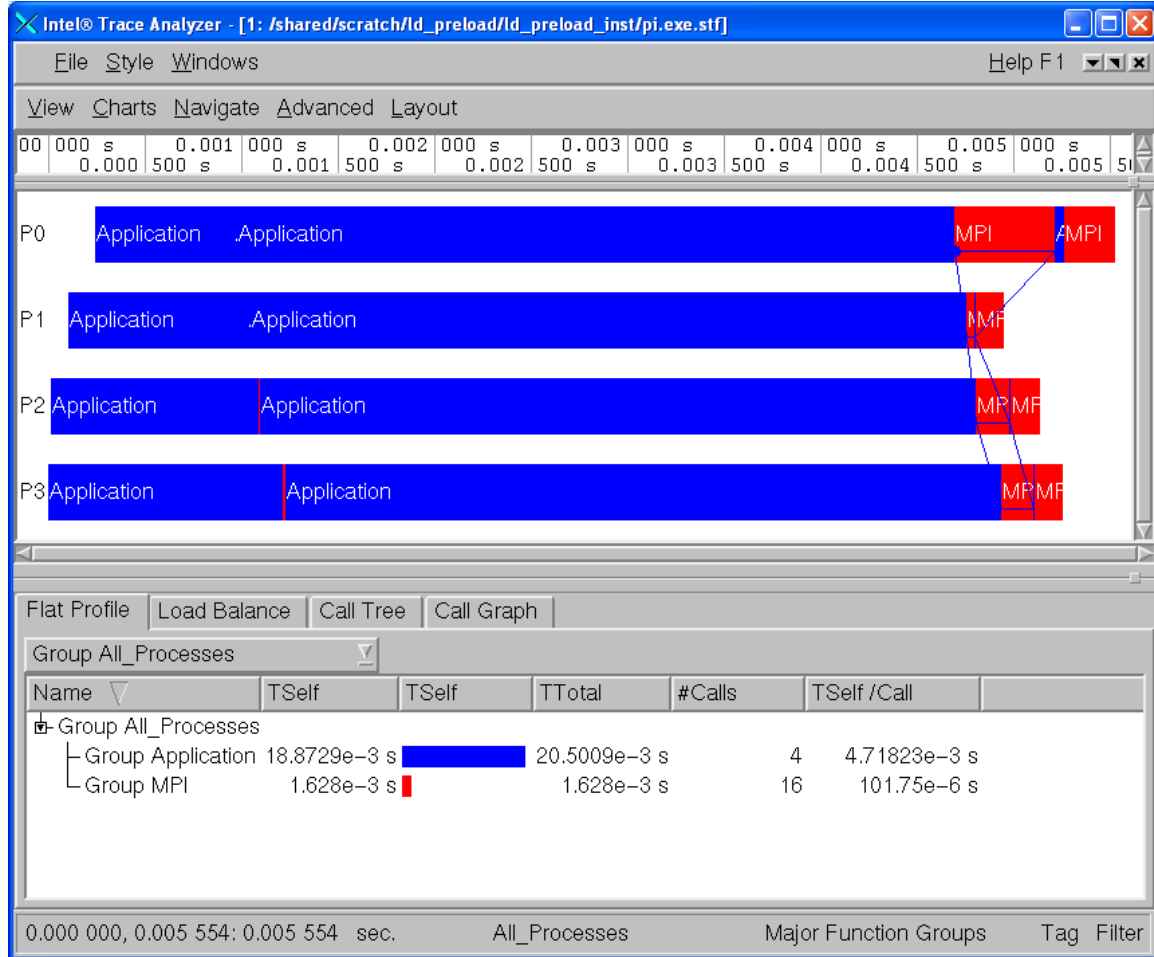 Intel® Trace Analyzer - [1: /shared/scratch/ld_preload/ld_preload_inst/pi.exe.stf]
File Style Windows Help F1
View Charts Navigate Advanced Layout
00 000 s 0.001 000 s 0.002 000 s 0.003 000 s 0.004 000 s 0.005 000 s
0.000 500 s 0.001 500 s 0.002 500 s 0.003 500 s 0.004 500 s 0.005 5
P0 Application .Application MPI A MPI
P1 Application .Application M MF
P2 Application Application MP MF
P3 Application Application MP MF
Flat Profile Load Balance Call Tree Call Graph
Group All_Processes
Name TSelf TSelf TTotal #Calls TSelf /Call
Group All_Processes
Group Application 18.8729e-3 s 20.5009e-3 s 4 4.71823e-3 s
Group MPI 1.628e-3 s 1.628e-3 s 16 101.75e-6 s
0.000 000, 0.005 554: 0.005 554 sec. All_Processes Major Function Groups Tag Filter